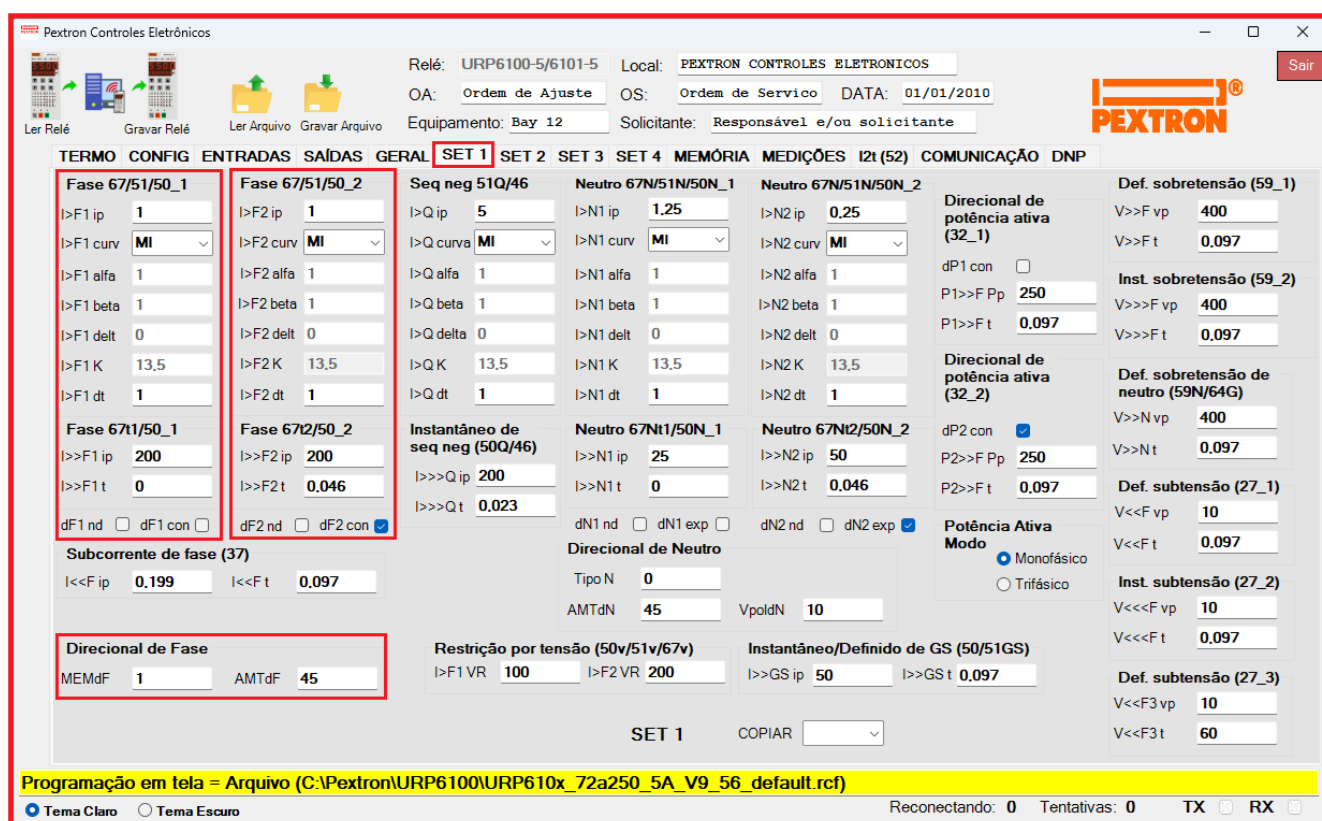 Pextron Controles Eletrônicos
Relé: URP6100-5/6101-5 Local: PEXTRON CONTROLES ELETRONICOS
Sair
OA: Ordem de Ajuste OS: Ordem de Servico DATA: 01/01/2010
Equipamento: Bay 12 Solicitante: Responsável e/ou solicitante
PEXTRON®
Ler Relé Gravar Relé Ler Arquivo Gravar Arquivo
TERMO CONFIG ENTRADAS SAÍDAS GERAL SET 1 SET 2 SET 3 SET 4 MEMÓRIA MEDIÇÕES I2t (52) COMUNICAÇÃO DNP
Fase 67/51/50_1
I>F1 ip 1
I>F1 curv MI
I>F1 alfa 1
I>F1 beta 1
I>F1 delt 0
I>F1 K 13,5
I>F1 dt 1
Fase 67t1/50_1
I>>F1 ip 200
I>>F1 t 0
dF1 nd dF1 con
Fase 67/51/50_2
I>F2 ip 1
I>F2 curv MI
I>F2 alfa 1
I>F2 beta 1
I>F2 delt 0
I>F2 K 13,5
I>F2 dt 1
Fase 67t2/50_2
I>>F2 ip 200
I>>F2 t 0,046
dF2 nd dF2 con
Seq neg 51Q/46
I>Q ip 5
I>Q curva MI
I>Q alfa 1
I>Q beta 1
I>Q delta 0
I>Q K 13,5
I>Q dt 1
Instantâneo de
seq neg (50Q/46)
I>>>Q ip 200
I>>>Q t 0,023
Neutro 67N/51N/50N_1
I>N1 ip 1,25
I>N1 curv MI
I>N1 alfa 1
I>N1 beta 1
I>N1 delt 0
I>N1 K 13,5
I>N1 dt 1
Neutro 67Nt1/50N_1
I>>N1 ip 25
I>>N1 t 0
dN1 nd dN1 exp
Neutro 67N/51N/50N_2
I>N2 ip 0,25
I>N2 curv MI
I>N2 alfa 1
I>N2 beta 1
I>N2 delt 0
I>N2 K 13,5
I>N2 dt 1
Neutro 67Nt2/50N_2
I>>N2 ip 50
I>>N2 t 0,046
dN2 nd dN2 exp
Direcional de
potência ativa
(32_1)
dP1 con
P1>>F Pp 250
P1>>F t 0,097
Direcional de
potência ativa
(32_2)
dP2 con
P2>>F Pp 250
P2>>F t 0,097
Potência Ativa
Modo
Monofásico
Trifásico
Def. sobretensão (59_1)
V>>F vp 400
V>>F t 0,097
Inst. sobretensão (59_2)
V>>>F vp 400
V>>>F t 0,097
Def. sobretensão de
neutro (59N/64G)
V>>N vp 400
V>>N t 0,097
Def. subtensão (27_1)
V<<F vp 10
V<<F t 0,097
Inst. subtensão (27_2)
V<<<F vp 10
V<<<F t 0,097
Def. subtensão (27_3)
V<<F3 vp 10
V<<F3 t 60
Subcorrente de fase (37)
I<<F ip 0,199 I<<F t 0,097
Direcional de Neutro
Tipo N 0
AMTdN 45 VpoldN 10
Direcional de Fase
MEMdF 1 AMTdF 45
Restrição por tensão (50v/51v/67v)
I>F1 VR 100 I>F2 VR 200
Instantâneo/Definido de GS (50/51GS)
I>>GS ip 50 I>>GS t 0,097
SET 1 COPIAR
Programação em tela = Arquivo (C:\Pextron\URP6100\URP610x_72a250_5A_V9_56_default.rcf)
Tema Claro Tema Escuro Reconectando: 0 Tentativas: 0 TX RX